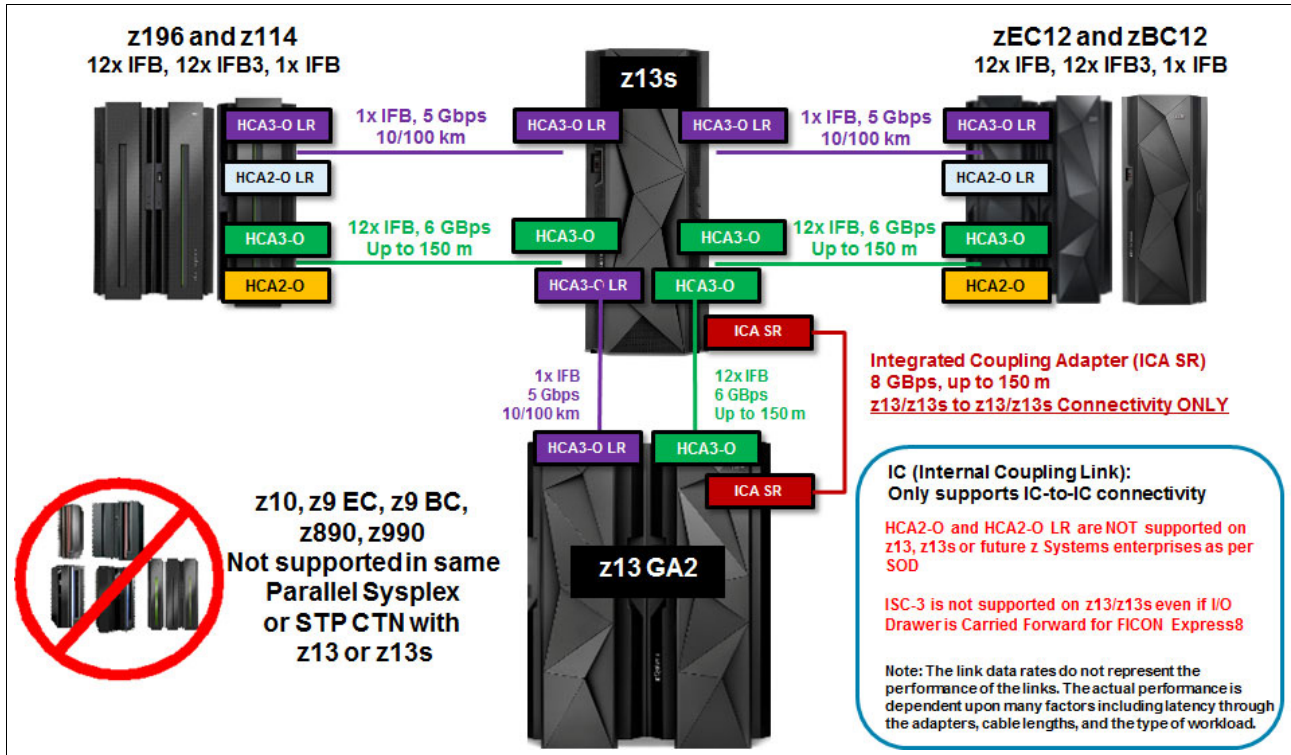 z196 and z114
12x IFB, 12x IFB3, 1x IFB
z13s
zEC12 and zBC12
12x IFB, 12x IFB3, 1x IFB
HCA3-O LR
1x IFB, 5 Gbps
10/100 km
HCA3-O LR
HCA3-O LR
1x IFB, 5 Gbps
10/100 km
HCA3-O LR
HCA2-O LR
HCA2-O LR
HCA3-O
12x IFB, 6 GBps
Up to 150 m
HCA3-O
HCA3-O
12x IFB, 6 GBps
Up to 150 m
HCA3-O
HCA2-O
HCA3-O LR
HCA3-O
HCA2-O
ICA SR
1x IFB
5 Gbps
10/100 km
12x IFB
6 GBps
Up to 150 m
Integrated Coupling Adapter (ICA SR)
8 GBps, up to 150 m
z13/z13s to z13/z13s Connectivity ONLY
HCA3-O LR
HCA3-O
ICA SR
z13 GA2
z10, z9 EC, z9 BC,
z890, z990
Not supported in same
Parallel Sysplex
or STP CTN with
z13 or z13s
IC (Internal Coupling Link):
Only supports IC-to-IC connectivity
HCA2-O and HCA2-O LR are NOT supported on
z13, z13s or future z Systems enterprises as per
SOD
ISC-3 is not supported on z13/z13s even if I/O
Drawer is Carried Forward for FICON Express8
Note: The link data rates do not represent the
performance of the links. The actual performance is
dependent upon many factors including latency through
the adapters, cable lengths, and the type of workload.